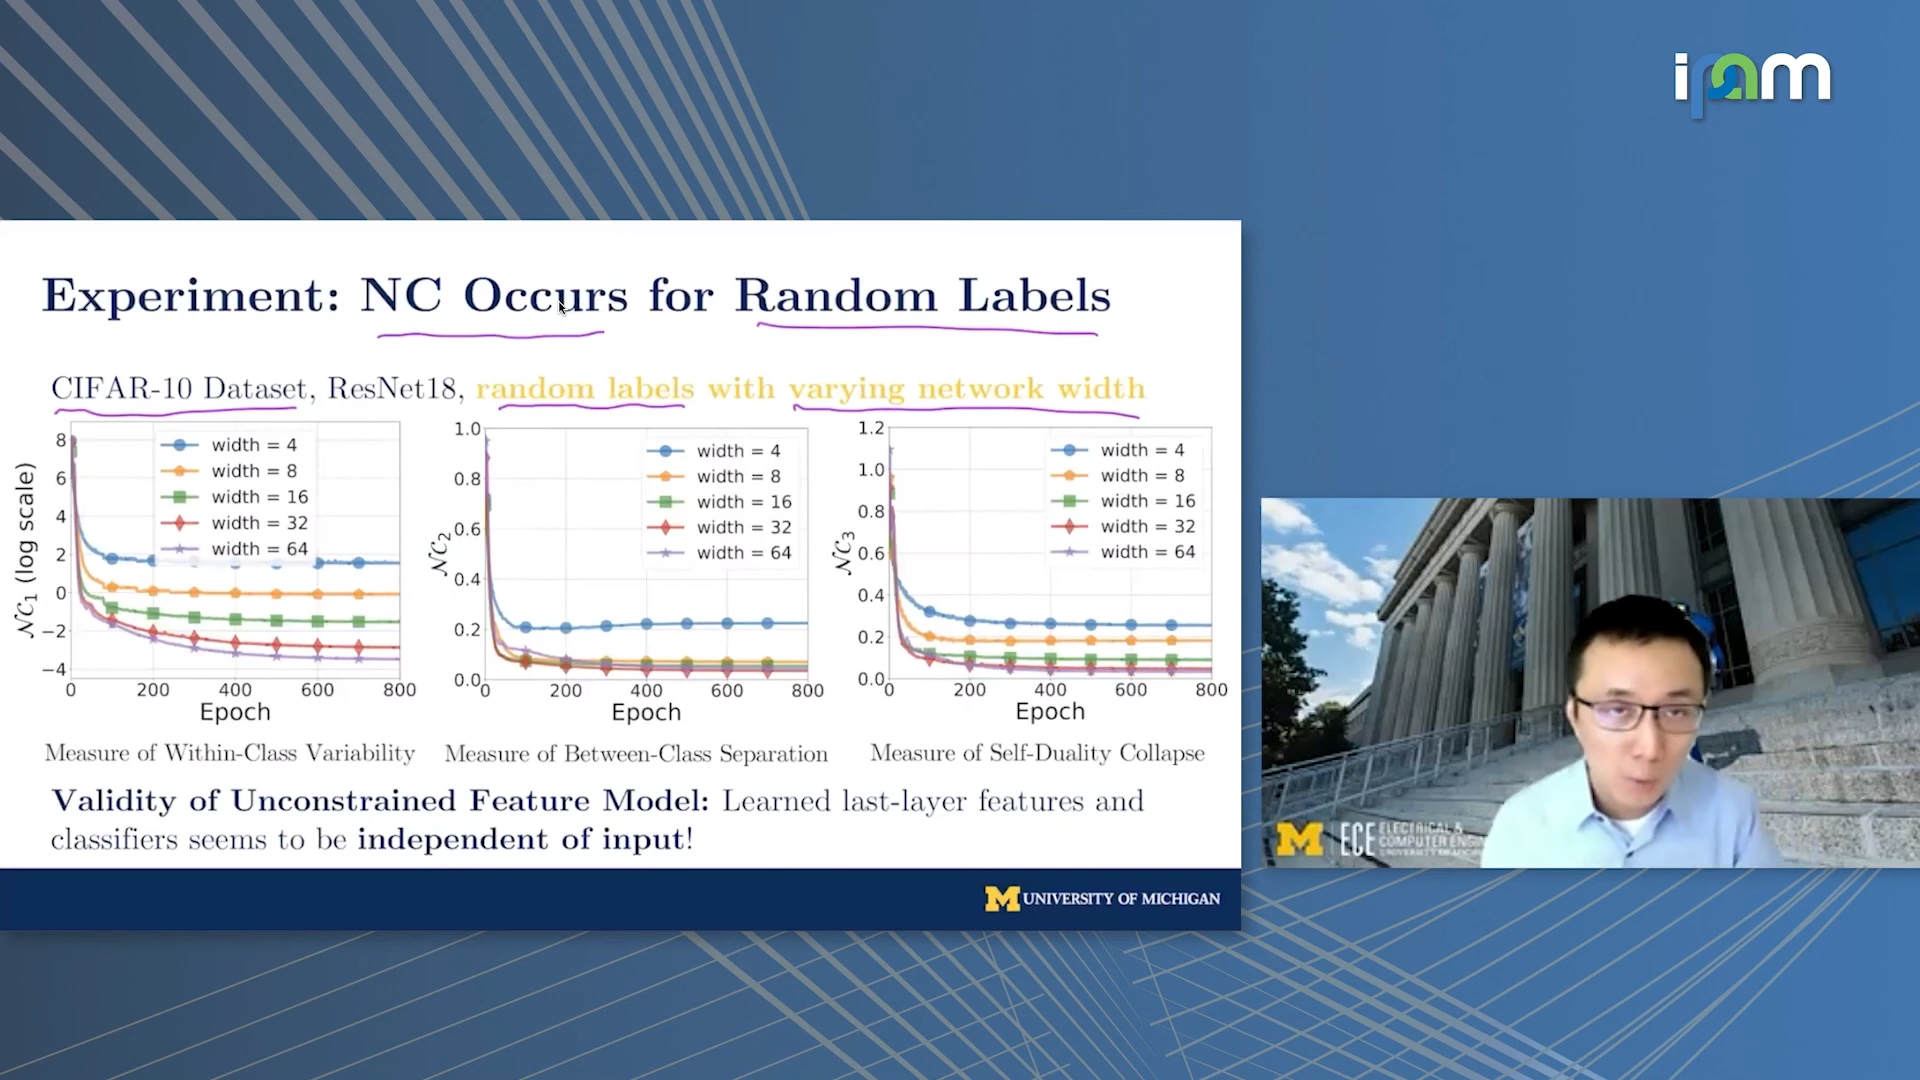 ipam
Experiment: NC Occurs for Random Labels
CIFAR-10 Dataset, ResNet18, random labels with varying network width
NC1 (log scale)
8
6
4
2
0
−2
−4
width = 4
width = 8
width = 16
width = 32
width = 64
0 200 400 600 800
Epoch
Measure of Within-Class Variability
NC2
1.0
0.8
0.6
0.4
0.2
0.0
width = 4
width = 8
width = 16
width = 32
width = 64
0 200 400 600 800
Epoch
Measure of Between-Class Separation
NC3
1.2
1.0
0.8
0.6
0.4
0.2
0.0
width = 4
width = 8
width = 16
width = 32
width = 64
0 200 400 600 800
Epoch
Measure of Self-Duality Collapse
Validity of Unconstrained Feature Model: Learned last-layer features and
classifiers seems to be independent of input!
M UNIVERSITY OF MICHIGAN
M ECE ELECTRICAL &
COMPUTER ENGIN